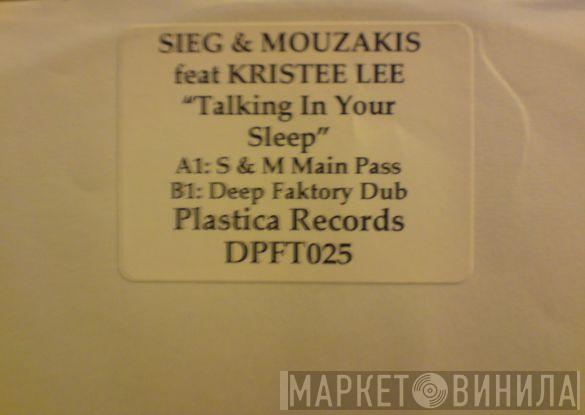 SIEG & MOUZAKIS
feat KRISTEE LEE
“Talking In Your
Sleep”
A1: S & M Main Pass
B1: Deep Faktory Dub
Plastica Records
DPFT025
МАРКЕТ ВИНИЛА